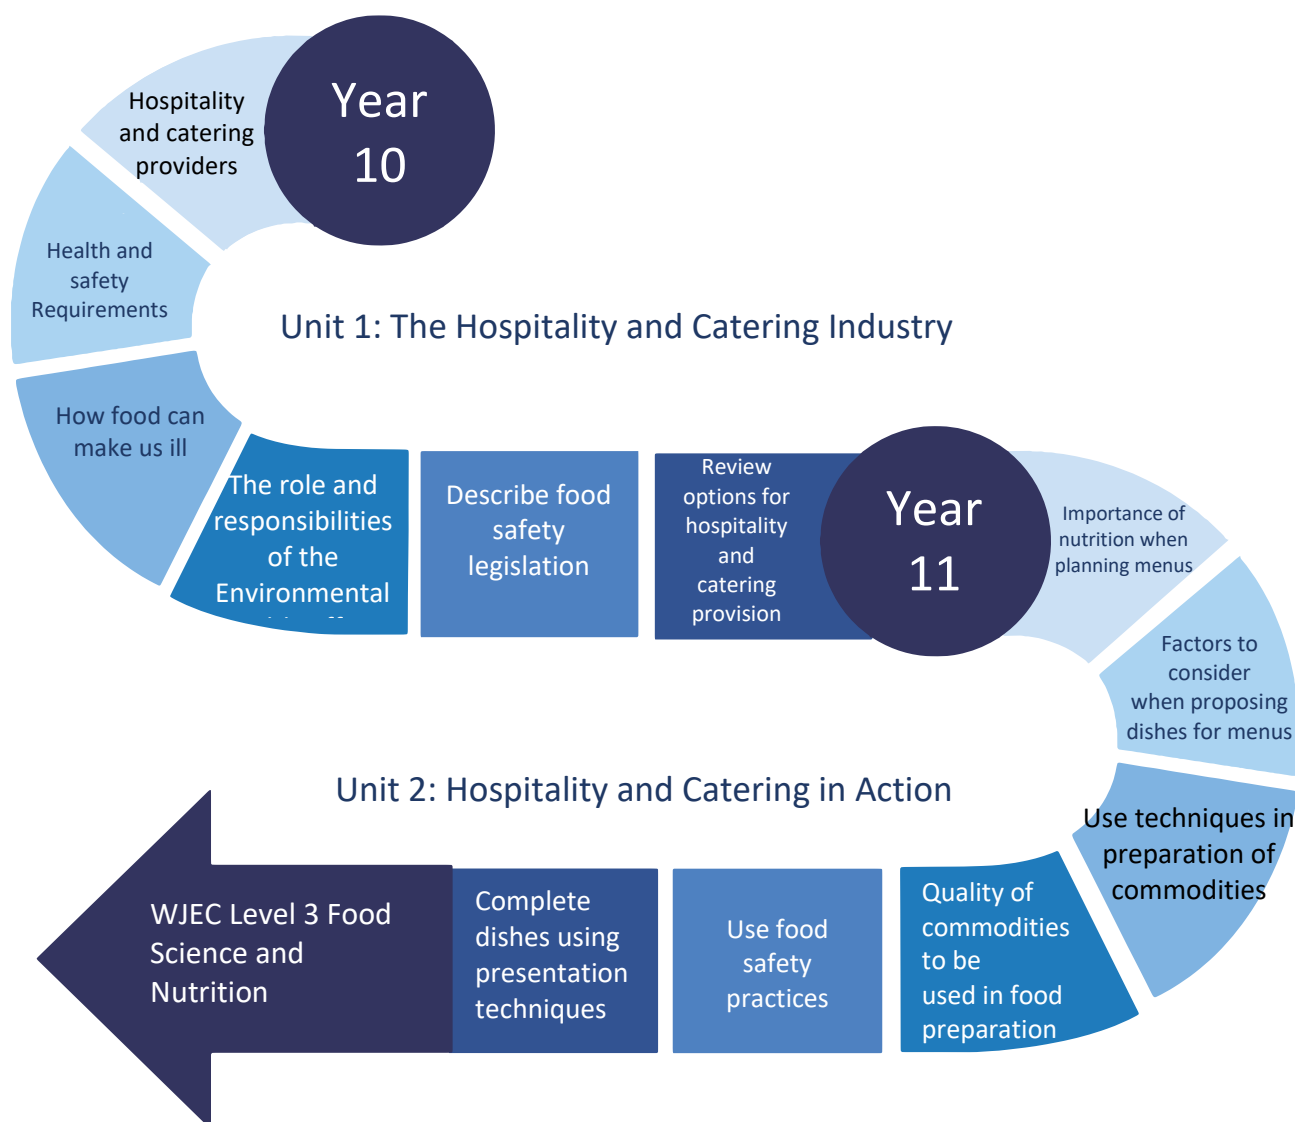 Year
10
Hospitality
and catering
providers
Health and
safety
Requirements
Unit 1: The Hospitality and Catering Industry
How food can
make us ill
The role and
responsibilities
of the
Environmental
Describe food
safety
legislation
Review
options for
hospitality
and
catering
provision
Year
11
Importance of
nutrition when
planning menus
Factors to
consider
when proposing
dishes for menus
Unit 2: Hospitality and Catering in Action
Use techniques in
preparation of
commodities
Quality of
commodities
to be
used in food
preparation
Use food
safety
practices
Complete
dishes using
presentation
techniques
WJEC Level 3 Food
Science and
Nutrition